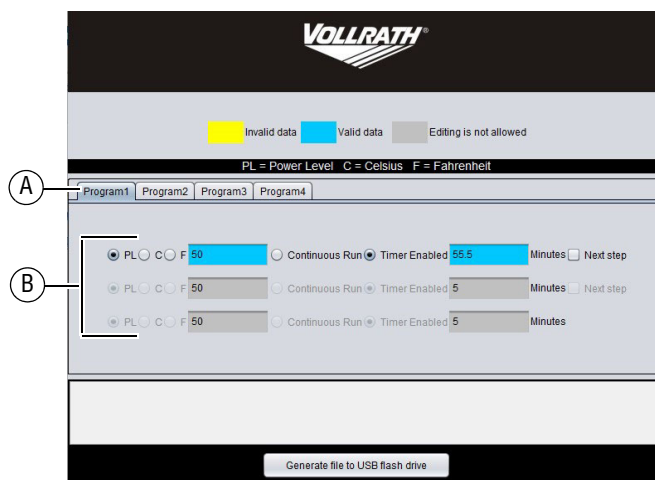 VOLLRATH®
Invalid data Valid data Editing is not allowed
PL = Power Level C = Celsius F = Fahrenheit
A
Program1 Program2 Program3 Program4
B
PL C F 50 Continuous Run Timer Enabled 55.5 Minutes Next step
PL C F 50 Continuous Run Timer Enabled 5 Minutes Next step
PL C F 50 Continuous Run Timer Enabled 5 Minutes
Generate file to USB flash drive